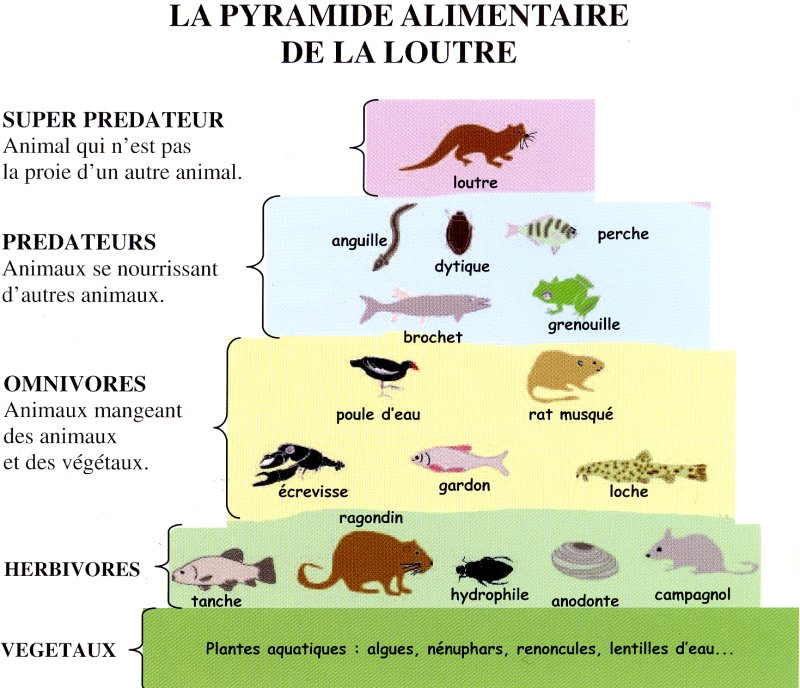 LA PYRAMIDE ALIMENTAIRE
DE LA LOUTRE
SUPER PREDATEUR
Animal qui n'est pas
la proie d'un autre animal.
loutre
PREDATEURS
Animaux se nourrissant
d'autres animaux.
anguille
dytique
perche
brochet
grenouille
OMNIVORES
Animaux mangeant
des animaux
et des végétaux.
poule d'eau
rat musqué
écrevisse
gardon
loche
HERBIVORES
ragondin
tanche
hydrophile
anodonte
campagnol
VEGETAUX
Plantes aquatiques : algues, nénuphars, renoncules, lentilles d'eau...